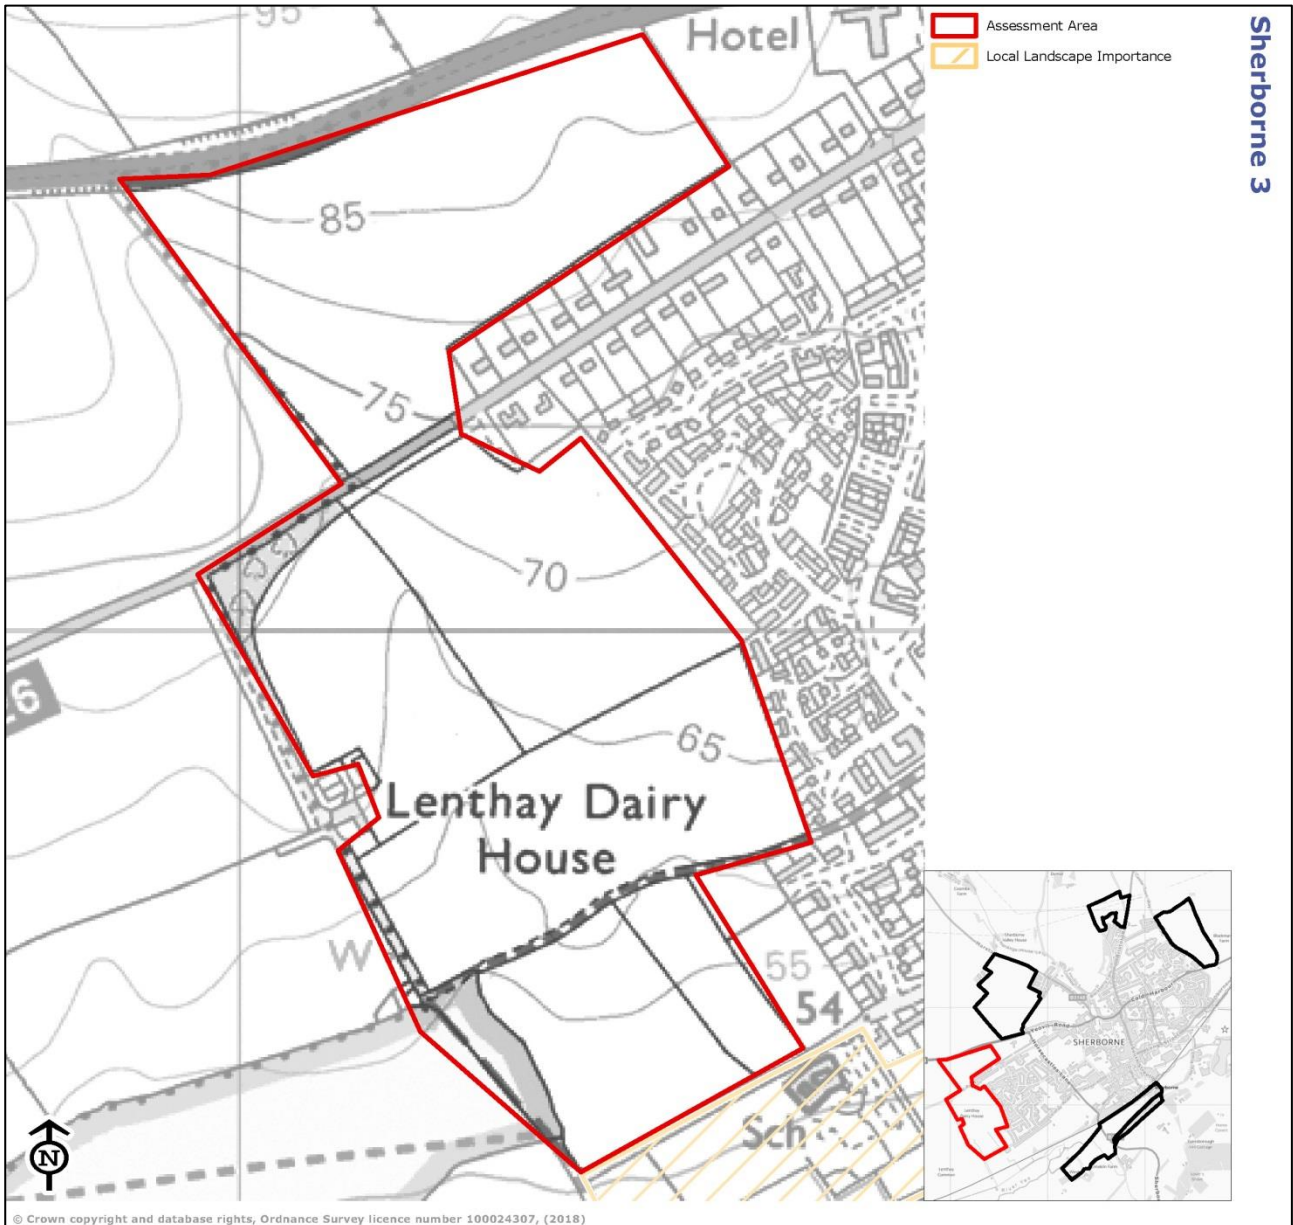 Sherborne 3
Assessment Area
Local Landscape Importance
95
Hotel
85
75
70
65
Lenthay Dairy
House
W
55
54
Sch
N
SHERBORNE
© Crown copyright and database rights, Ordnance Survey licence number 100024307, (2018)